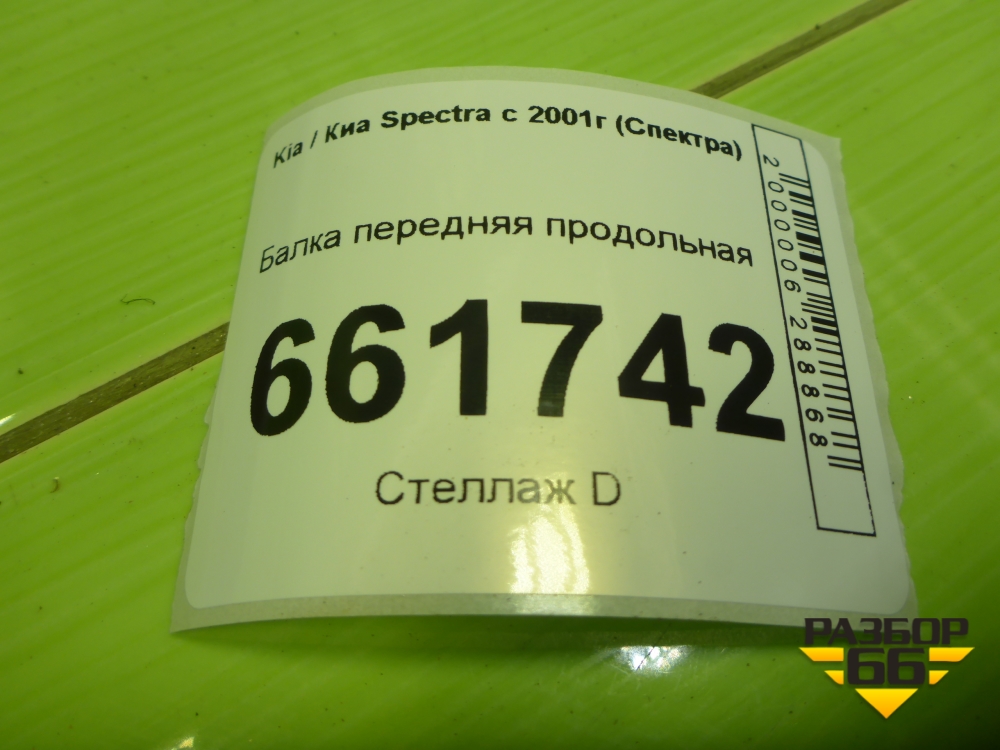 Kia / Киа Spectra с 2001г (Спектра)
Балка передняя продольная
661742
Стеллаж D
2000006288868
РАЗБОР
66